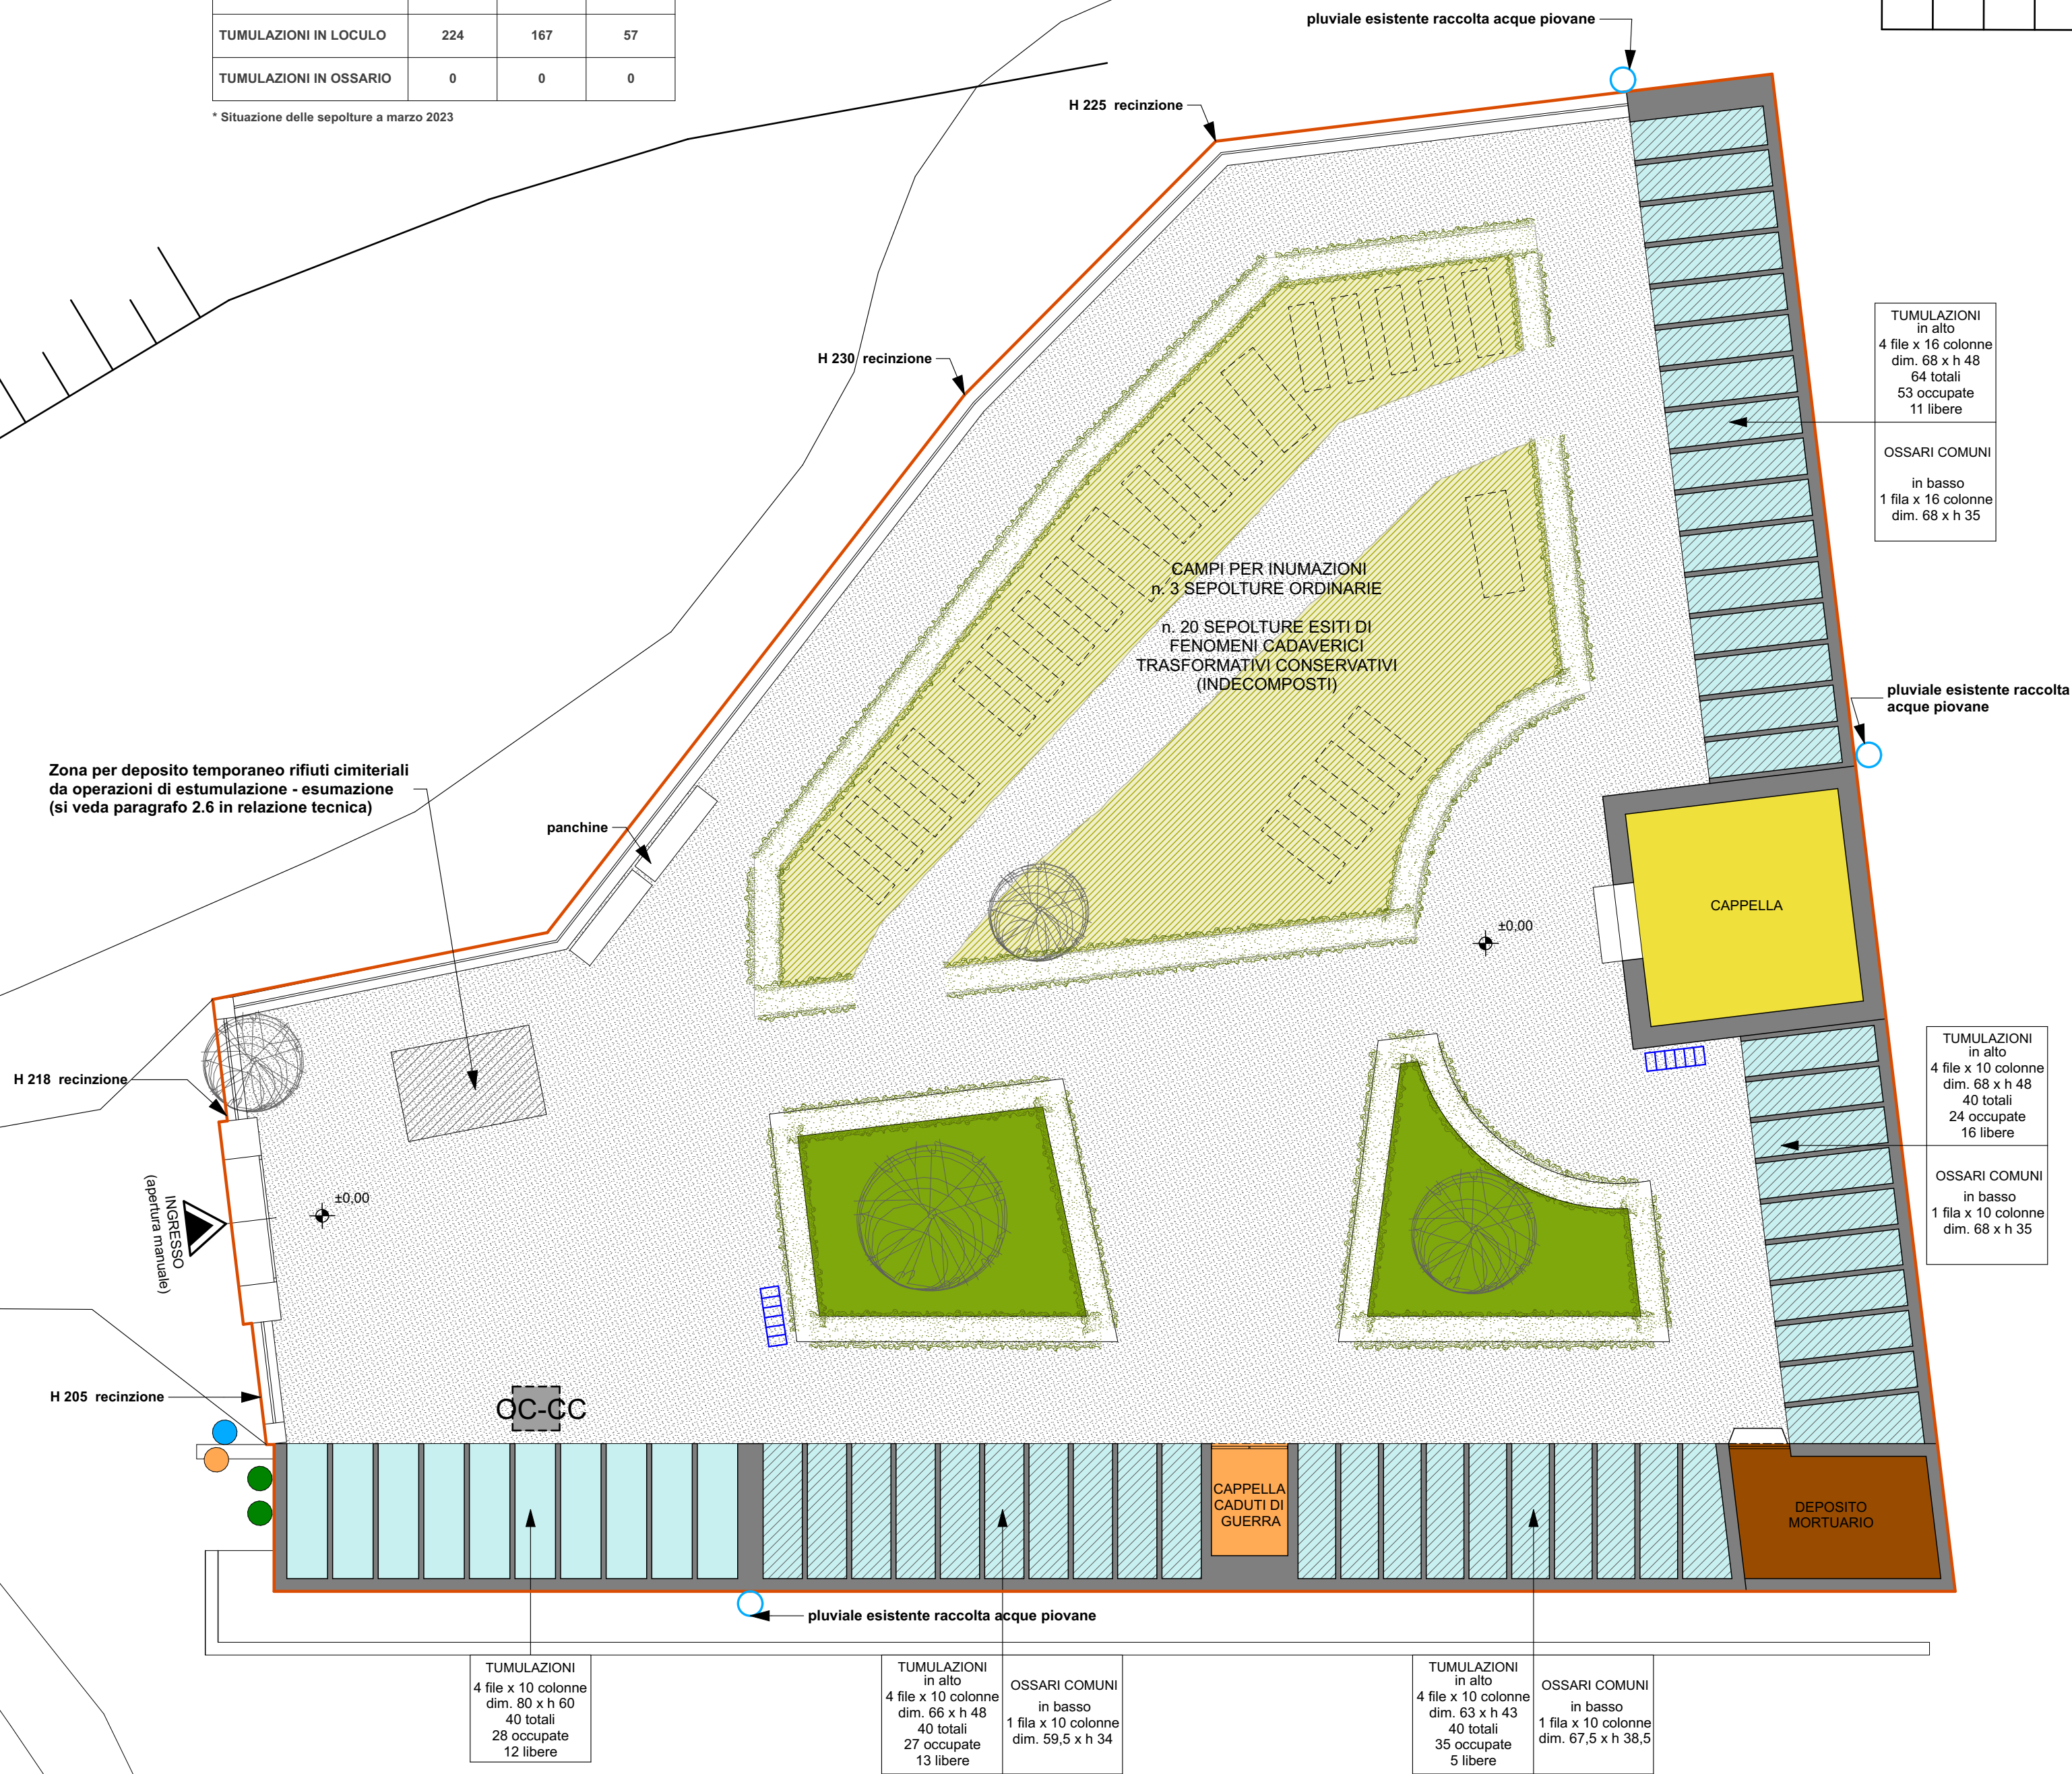 TUMULAZIONI IN LOCULO 224 167 57
TUMULAZIONI IN OSSARIO 0 0 0
* Situazione delle sepolture a marzo 2023
pluviale esistente raccolta acque piovane
H 225 recinzione
H 230 recinzione
TUMULAZIONI
in alto
4 file x 16 colonne
dim. 68 x h 48
64 totali
53 occupate
11 libere
OSSARI COMUNI
in basso
1 fila x 16 colonne
dim. 68 x h 35
CAMPI PER INUMAZIONI
n. 3 SEPOLTURE ORDINARIE
n. 20 SEPOLTURE ESITI DI
FENOMENI CADAVERICI
TRASFORMATIVI CONSERVATIVI
(INDECOMPOSTI)
pluviale esistente raccolta
acque piovane
Zona per deposito temporaneo rifiuti cimiteriali
da operazioni di estumulazione - esumazione
(si veda paragrafo 2.6 in relazione tecnica)
panchine
CAPPELLA
±0,00
H 218 recinzione
TUMULAZIONI
in alto
4 file x 10 colonne
dim. 68 x h 48
40 totali
24 occupate
16 libere
OSSARI COMUNI
in basso
1 fila x 10 colonne
dim. 68 x h 35
INGRESSO
(apertura manuale)
±0,00
H 205 recinzione
OC-CC
CAPPELLA
CADUTI DI
GUERRA
DEPOSITO
MORTUARIO
pluviale esistente raccolta acque piovane
TUMULAZIONI
4 file x 10 colonne
dim. 80 x h 60
40 totali
28 occupate
12 libere
TUMULAZIONI
in alto
4 file x 10 colonne
dim. 66 x h 48
40 totali
27 occupate
13 libere
OSSARI COMUNI
in basso
1 fila x 10 colonne
dim. 59,5 x h 34
TUMULAZIONI
in alto
4 file x 10 colonne
dim. 63 x h 43
40 totali
35 occupate
5 libere
OSSARI COMUNI
in basso
1 fila x 10 colonne
dim. 67,5 x h 38,5